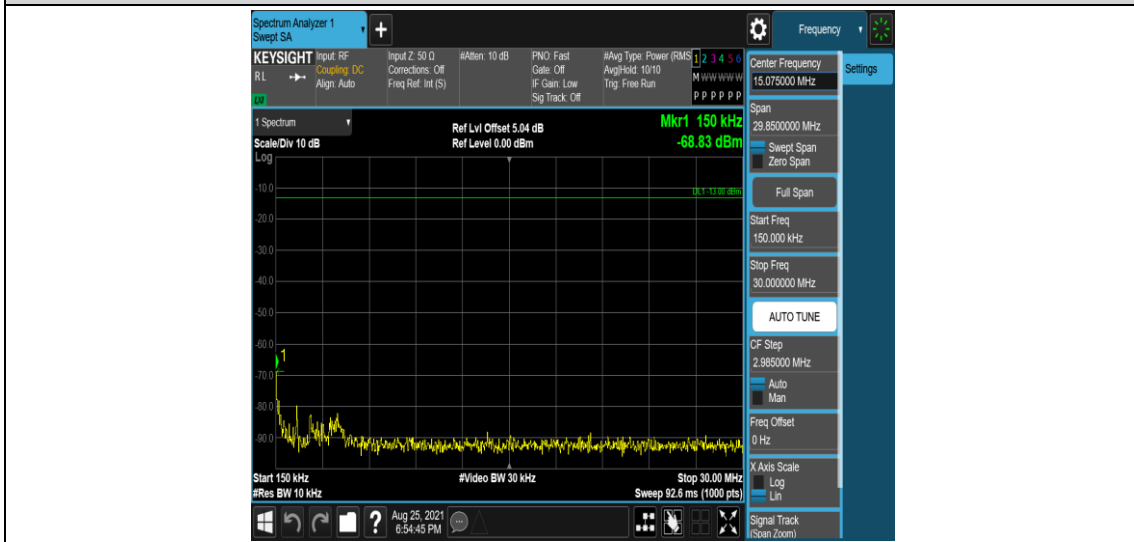 Spectrum Analyzer 1
Swept SA
+
Frequency
KEYSIGHT
RL
LXI
Input: RF
Coupling: DC
Align: Auto
Input Z: 50 Ω
Corrections: Off
Freq Ref: Int (S)
#Atten: 10 dB
PNO: Fast
Gate: Off
IF Gain: Low
Sig Track: Off
#Avg Type: Power (RMS
Avg|Hold: 10/10
Trig: Free Run
1 2 3 4 5 6
M W W W W W
P P P P P P
1 Spectrum
Scale/Div 10 dB
Log
Ref Lvl Offset 5.04 dB
Ref Level 0.00 dBm
Mkr1 150 kHz
-68.83 dBm
DL1 -13.00 dBm
-10.0
-20.0
-30.0
-40.0
-50.0
-60.0
1
-70.0
-80.0
-90.0
Start 150 kHz
#Res BW 10 kHz
#Video BW 30 kHz
Stop 30.00 MHz
Sweep 92.6 ms (1000 pts)
Center Frequency
15.075000 MHz
Settings
Span
29.8500000 MHz
Swept Span
Zero Span
Full Span
Start Freq
150.000 kHz
Stop Freq
30.000000 MHz
AUTO TUNE
CF Step
2.985000 MHz
Auto
Man
Freq Offset
0 Hz
X Axis Scale
Log
Lin
Signal Track
(Span Zoom)
?
Aug 25, 2021
6:54:45 PM